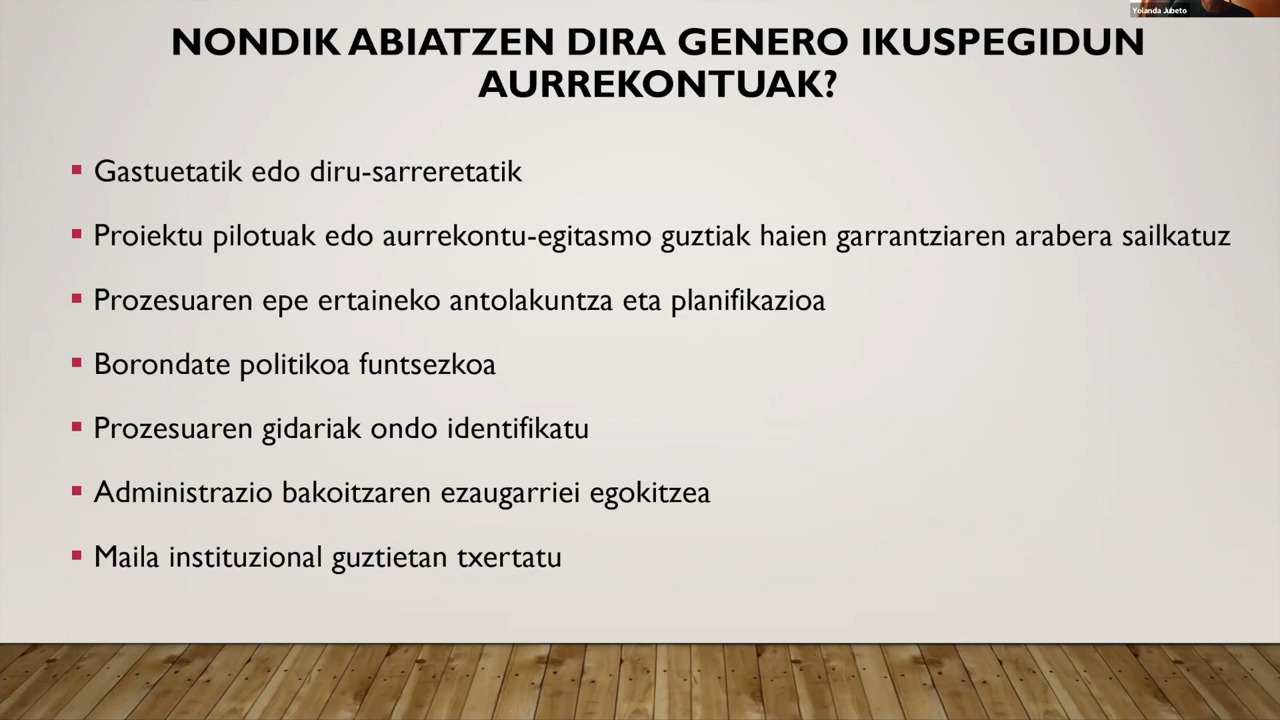 Yolanda Jubeto
NONDIK ABIATZEN DIRA GENERO IKUSPEGIDUN
AURREKONTUAK?
▪ Gastuetatik edo diru-sarreretatik
▪ Proiektu pilotuak edo aurrekontu-egitasmo guztiak haien garrantziaren arabera sailkatuz
▪ Prozesuaren epe ertaineko antolakuntza eta planifikazioa
▪ Borondate politikoa funtsezkoa
▪ Prozesuaren gidariak ondo identifikatu
▪ Administrazio bakoitzaren ezaugarriei egokitzea
▪ Maila instituzional guztietan txertatu